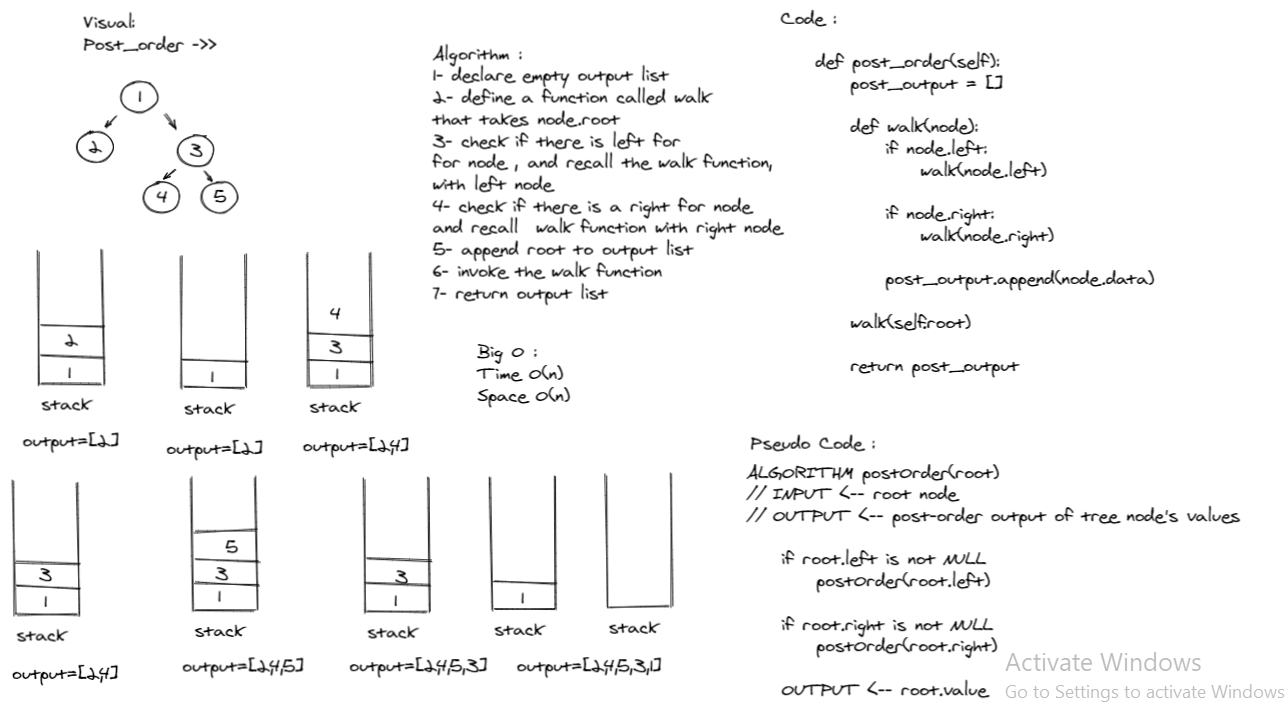 Visual:
Post_order ->>
1
2
3
4
5
2
1
stack
output=[2]
1
stack
output=[2]
4
3
1
stack
output=[2,4]
3
1
stack
output=[2,4]
5
3
1
stack
output=[2,4,5]
3
1
stack
output=[2,4,5,3]
1
stack
output=[2,4,5,3,1]
stack
Algorithm :
1- declare empty output list
2- define a function called walk
that takes node.root
3- check if there is left for
for node , and recall the walk function,
with left node
4- check if there is a right for node
and recall walk function with right node
5- append root to output list
6- invoke the walk function
7- return output list
Big O :
Time O(n)
Space O(n)
Code :
def post_order(self):
post_output = []
def walk(node):
if node.left:
walk(node.left)
if node.right:
walk(node.right)
post_output.append(node.data)
walk(self.root)
return post_output
Pseudo Code :
ALGORITHM postOrder(root)
// INPUT <-- root node
// OUTPUT <-- post-order output of tree node's values
if root.left is not NULL
postOrder(root.left)
if root.right is not NULL
postOrder(root.right)
OUTPUT <-- root.value
Activate Windows
Go to Settings to activate Windows